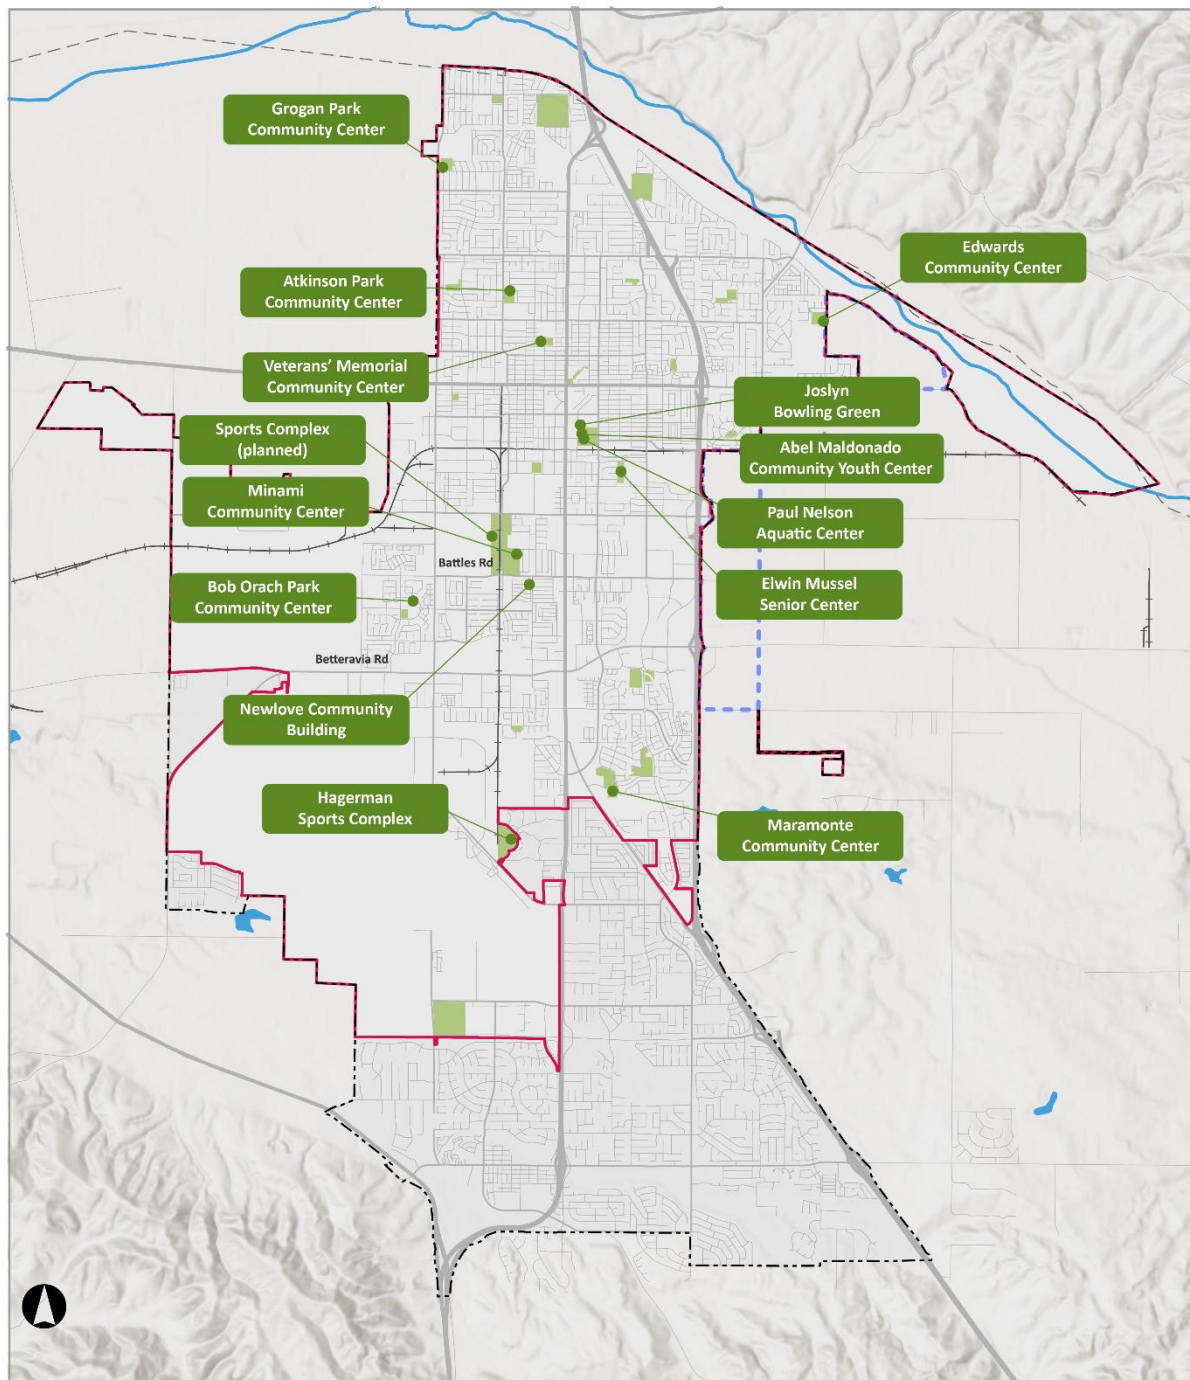 Grogan Park
Community Center
Edwards
Community Center
Atkinson Park
Community Center
Veterans' Memorial
Community Center
Joslyn
Bowling Green
Sports Complex
(planned)
Abel Maldonado
Community Youth Center
Minami
Community Center
Paul Nelson
Aquatic Center
Battles Rd
Bob Orach Park
Community Center
Elwin Mussel
Senior Center
Betteravia Rd
Newlove Community
Building
Hagerman
Sports Complex
Maramonte
Community Center